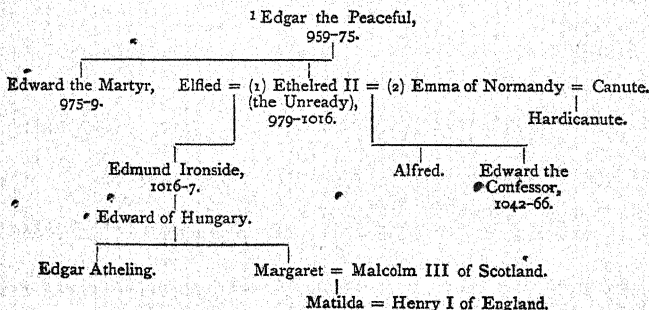 1 Edgar the Peaceful,
959-75.
Edward the Martyr,
975-9.
Elfled = (1) Ethelred II = (2) Emma of Normandy = Canute.
(the Unready),
979-1016.
Hardicanute.
Edmund Ironside,
1016-7.
Alfred.
Edward the
Confessor,
1042-66.
Edward of Hungary.
Edgar Atheling.
Margaret = Malcolm III of Scotland.
Matilda = Henry I of England.